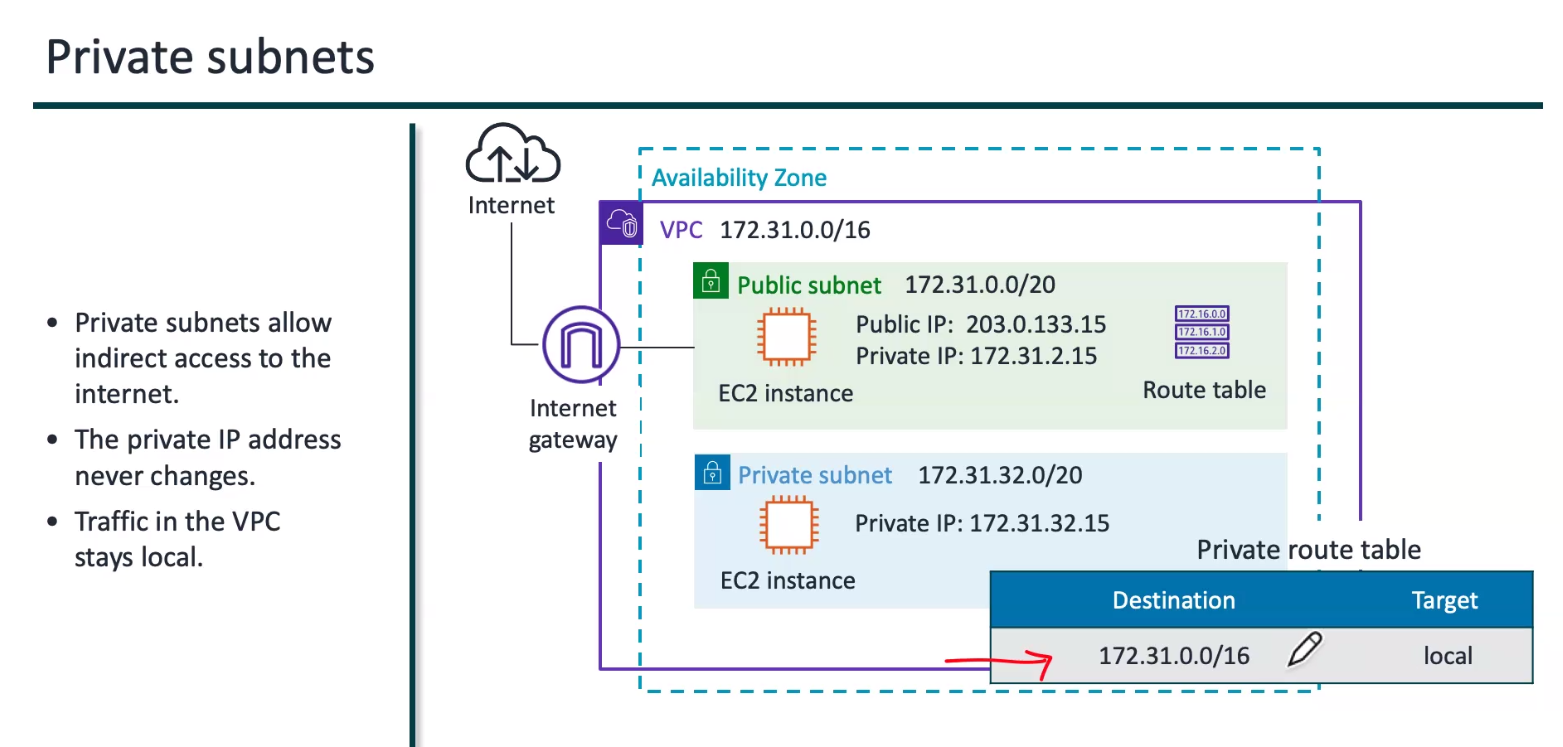 Private subnets
• Private subnets allow
indirect access to the
internet.
• The private IP address
never changes.
• Traffic in the VPC
stays local.
Internet
Internet
gateway
Availability Zone
VPC 172.31.0.0/16
Public subnet 172.31.0.0/20
Public IP: 203.0.133.15
Private IP: 172.31.2.15
EC2 instance
172.16.0.0
172.16.1.0
172.16.2.0
Route table
Private subnet 172.31.32.0/20
Private IP: 172.31.32.15
EC2 instance
Private route table
Destination Target
172.31.0.0/16 local